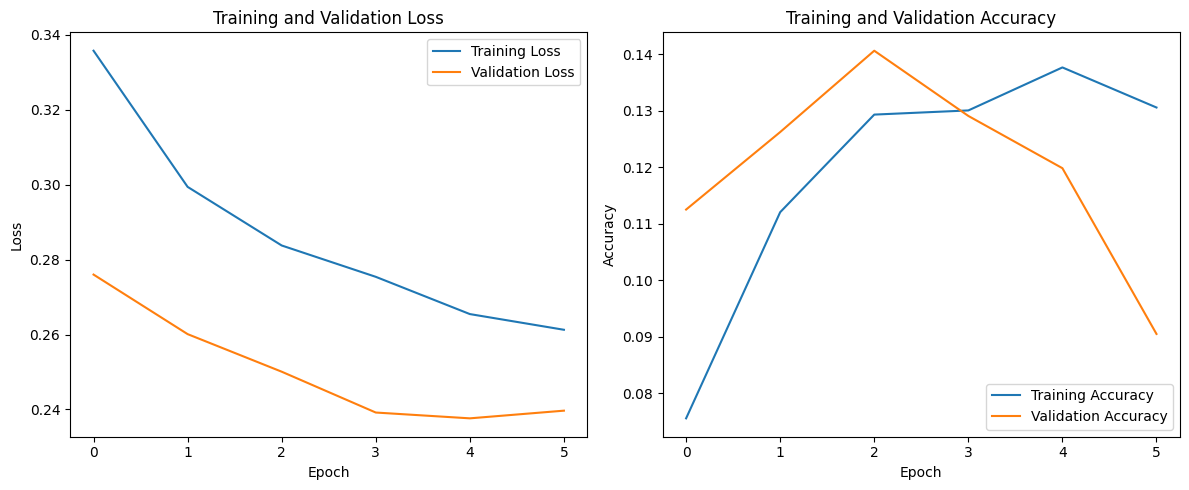 Training and Validation Loss
0.34
0.32
0.30
0.28
0.26
0.24
Loss
0
1
2
3
4
5
Epoch
Training Loss
Validation Loss
Training and Validation Accuracy
0.14
0.13
0.12
0.11
0.10
0.09
0.08
Accuracy
0
1
2
3
4
5
Epoch
Training Accuracy
Validation Accuracy